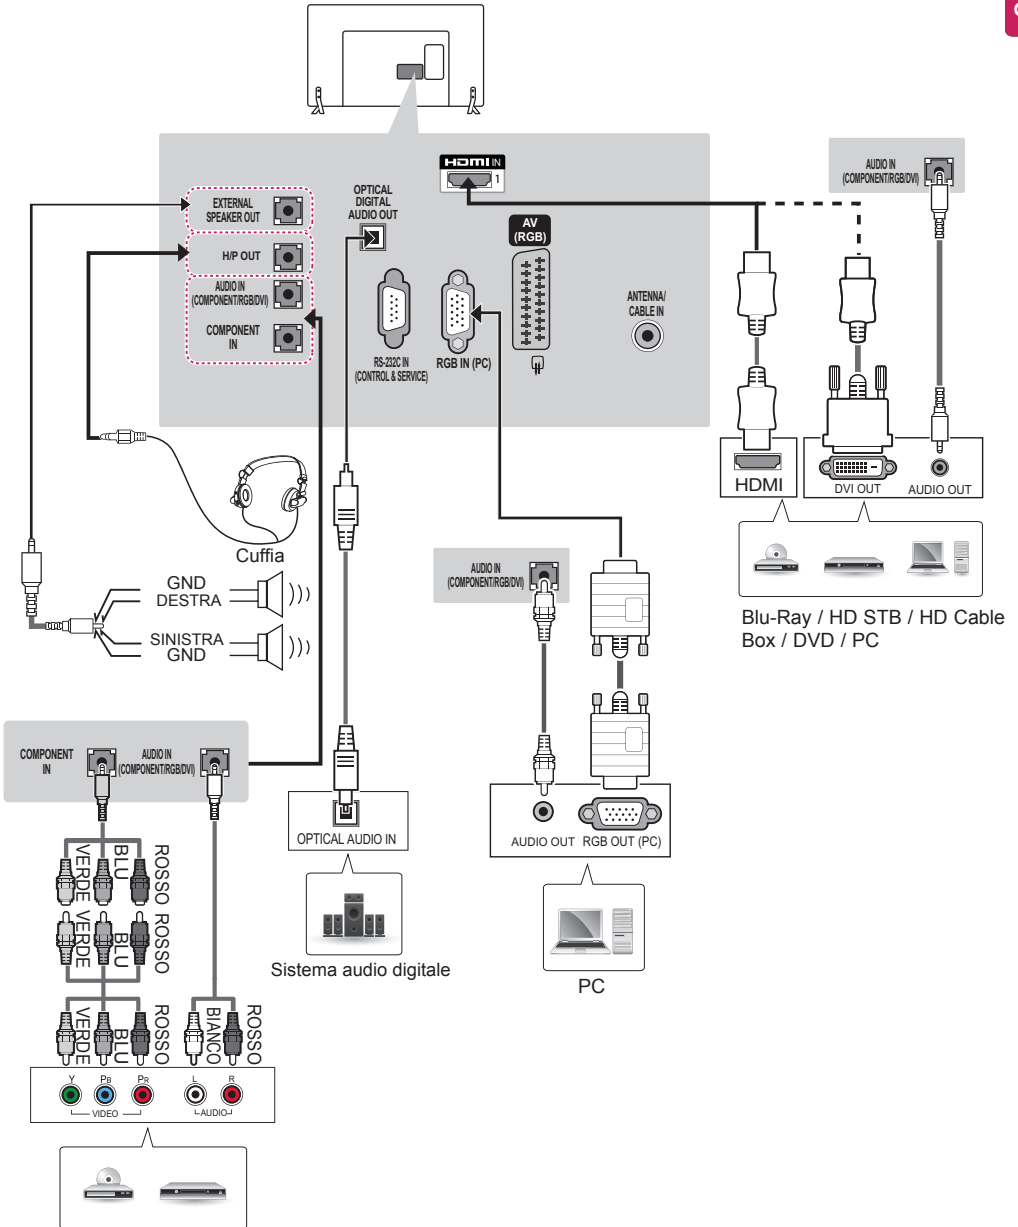 HDMI IN
1
EXTERNAL
SPEAKER OUT
H/P OUT
AUDIO IN
(COMPONENT/RGB/DVI)
COMPONENT
IN
OPTICAL
DIGITAL
AUDIO OUT
RS-232C IN
(CONTROL & SERVICE)
RGB IN (PC)
AV
(RGB)
ANTENNA/
CABLE IN
AUDIO IN
(COMPONENT/RGB/DVI)
HDMI
DVI OUT
AUDIO OUT
Blu-Ray / HD STB / HD Cable
Box / DVD / PC
Cuffia
GND
DESTRA
SINISTRA
GND
AUDIO IN
(COMPONENT/RGB/DVI)
AUDIO OUT
RGB OUT (PC)
PC
COMPONENT
IN
AUDIO IN
(COMPONENT/RGB/DVI)
OPTICAL AUDIO IN
Sistema audio digitale
VERDE
BLU
ROSSO
VERDE
BLU
ROSSO
VERDE
BLU
ROSSO
BIANCO
ROSSO
Y
PB
PR
L
R
VIDEO
AUDIO